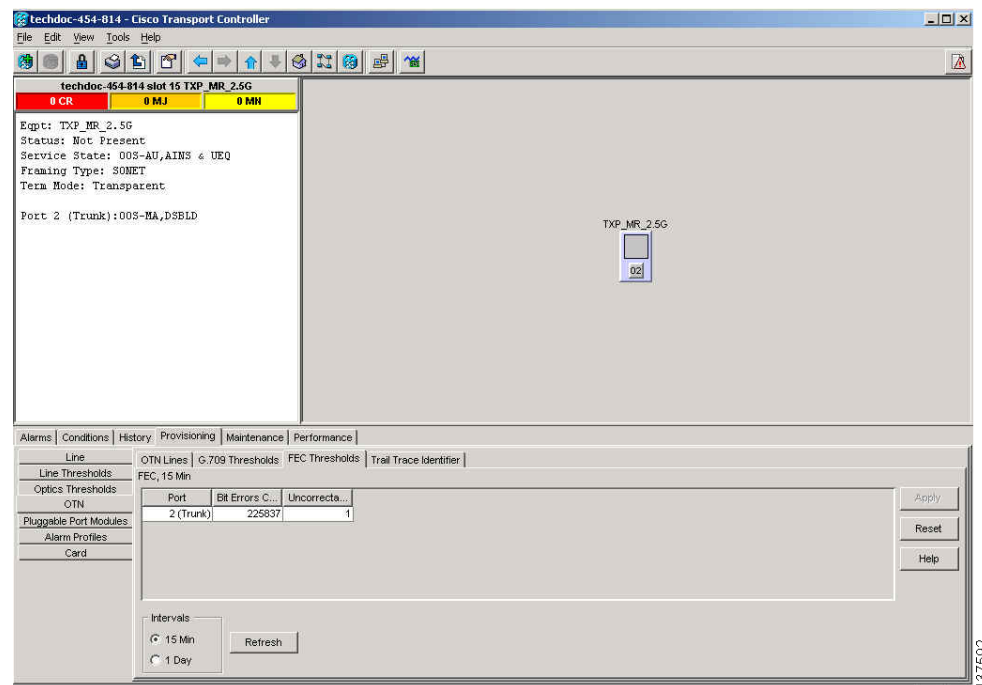 techdoc-454-814 - Cisco Transport Controller
File Edit View Tools Help
techdoc-454-814 slot 15 TXP_MR_2.5G
0 CR 0 MJ 0 MN
Eqpt: TXP_MR_2.5G
Status: Not Present
Service State: OOS-AU,AINS & UEQ
Framing Type: SONET
Term Mode: Transparent
Port 2 (Trunk):OOS-MA,DSBLD
TXP_MR_2.5G
02
Alarms Conditions History Provisioning Maintenance Performance
Line
Line Thresholds
Optics Thresholds
OTN
Pluggable Port Modules
Alarm Profiles
Card
OTN Lines G.709 Thresholds FEC Thresholds Trail Trace Identifier
FEC, 15 Min
Port Bit Errors C... Uncorrecta...
2 (Trunk) 225837 1
Intervals
15 Min
1 Day
Refresh
Apply
Reset
Help
137592